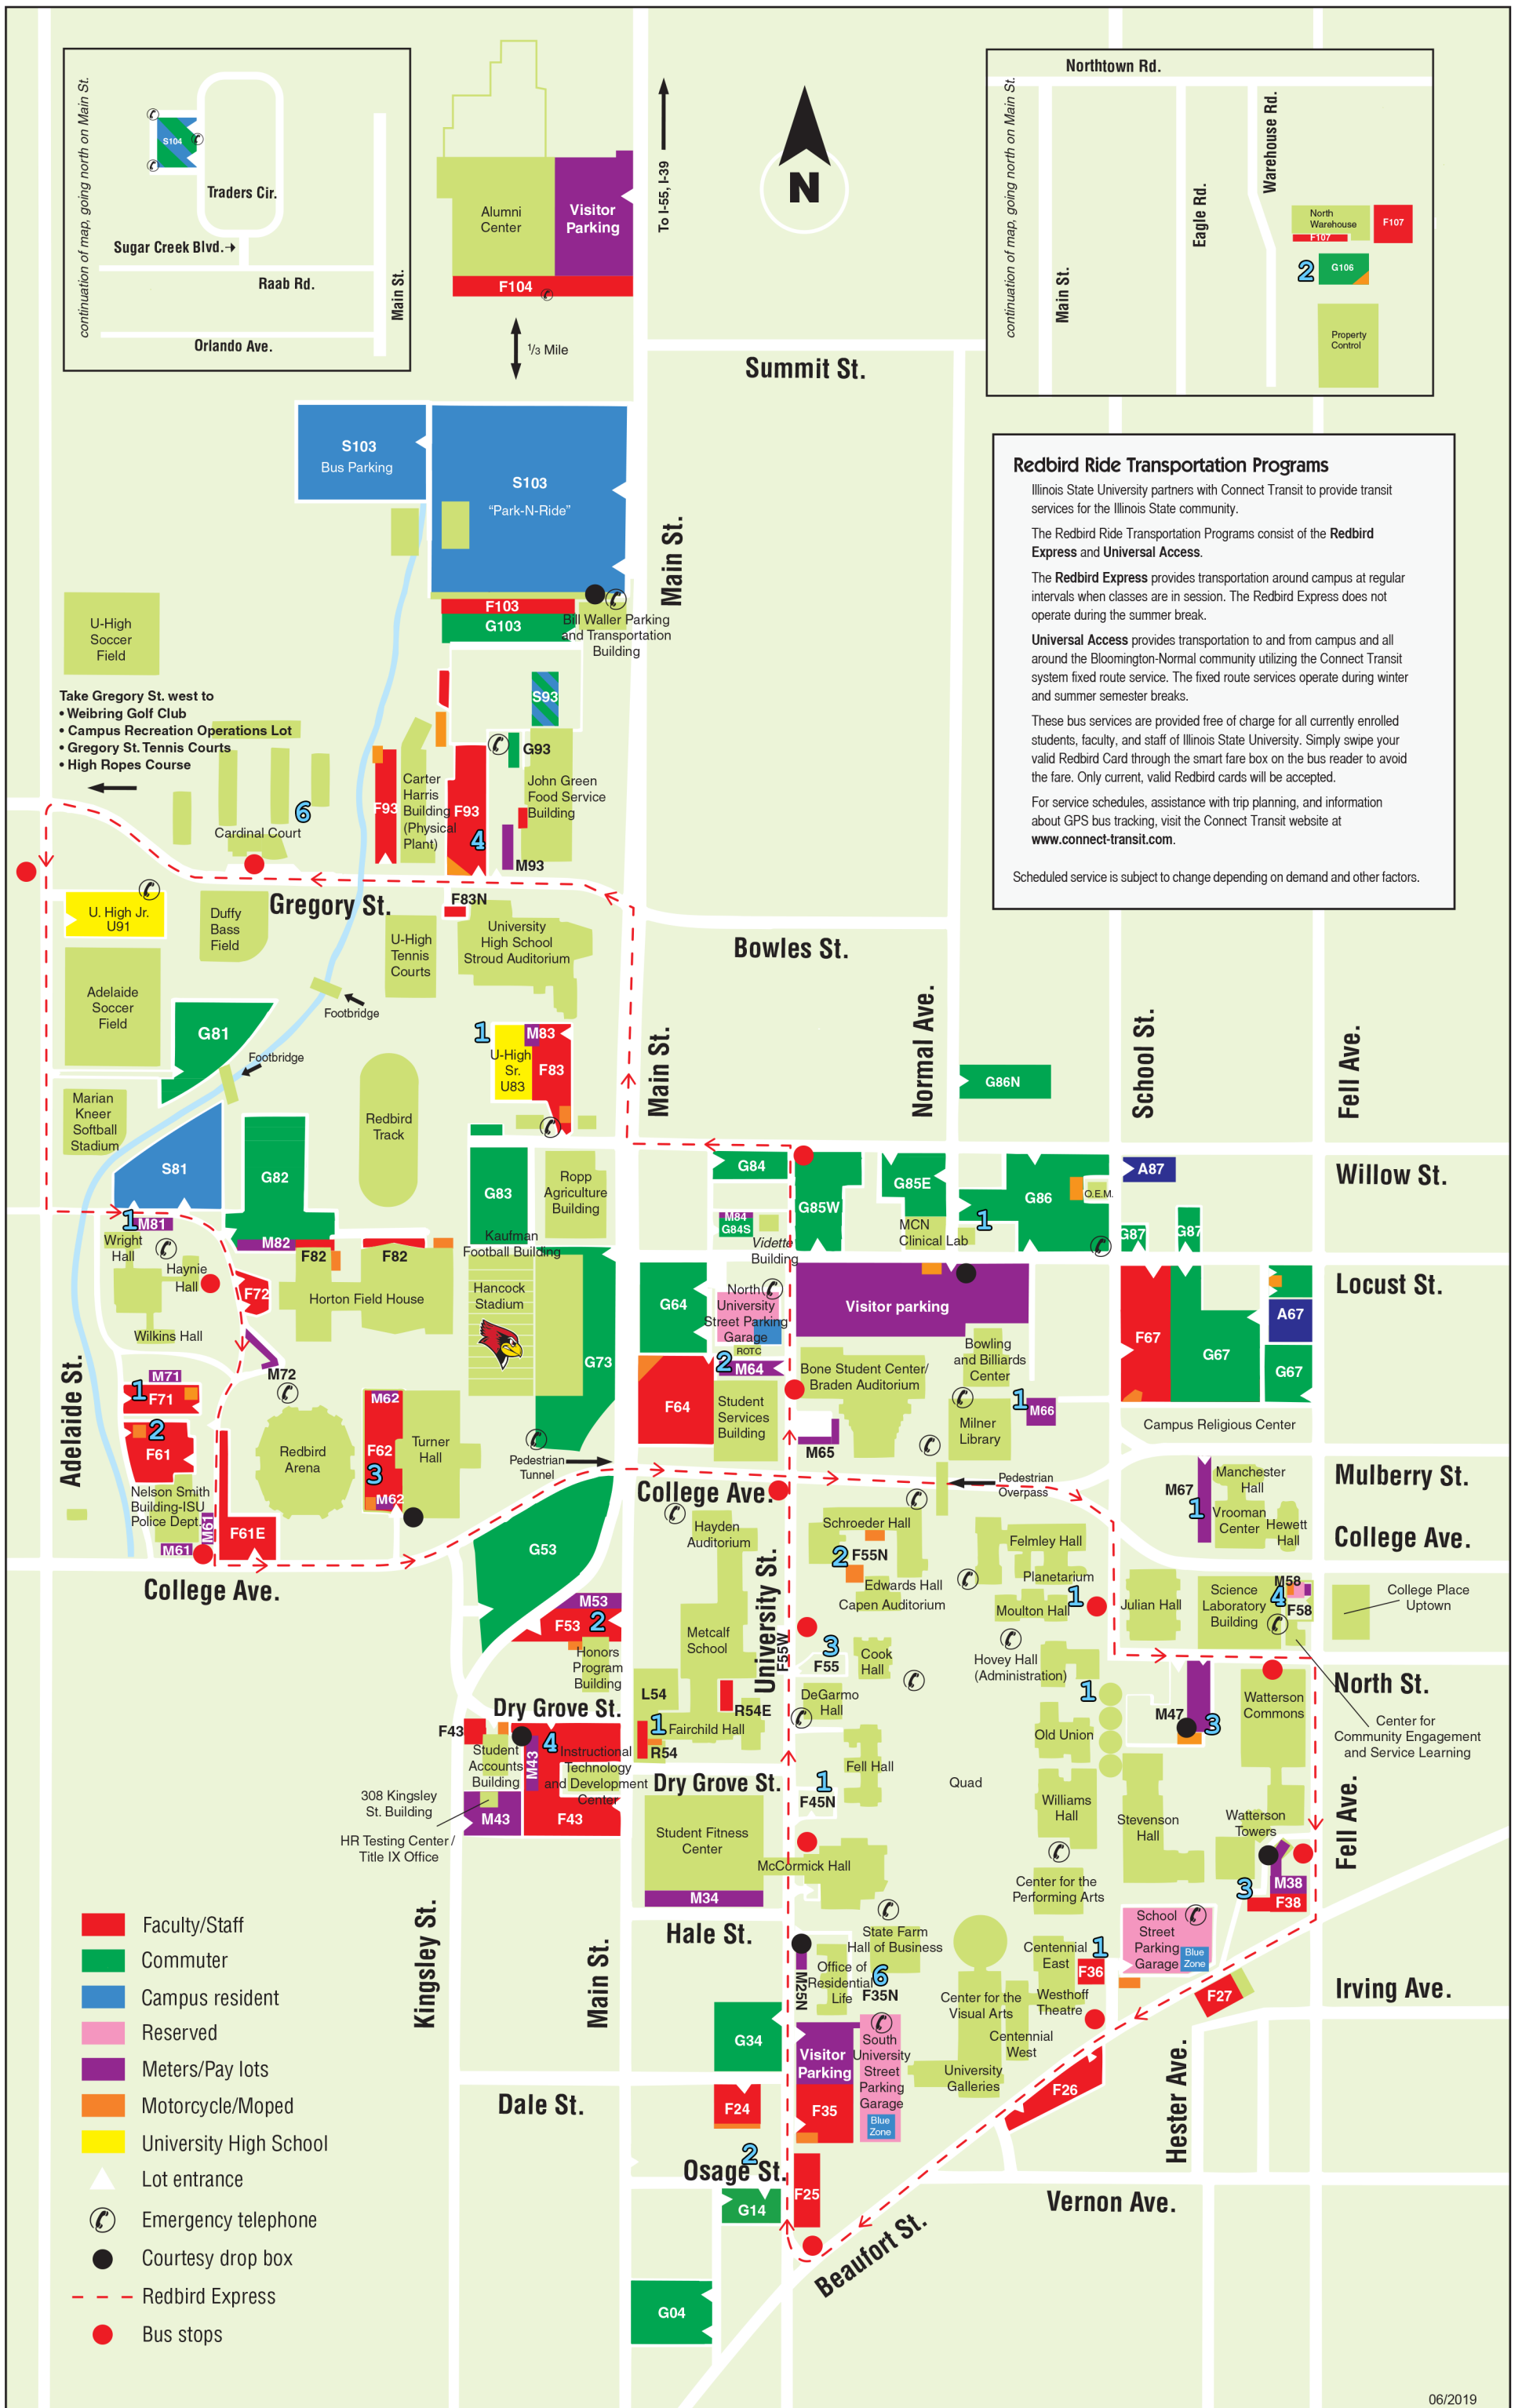 continuation of map, going north on Main St.
S104
Traders Cir.
Sugar Creek Blvd.
Raab Rd.
Main St.
Orlando Ave.
Alumni
Center
Visitor
Parking
F104
1/3 Mile
To I-55, I-39
N
Summit St.
continuation of map, going north on Main St.
Northtown Rd.
Main St.
Eagle Rd.
Warehouse Rd.
North
Warehouse
F107
F107
2
G106
Property
Control
Redbird Ride Transportation Programs
Illinois State University partners with Connect Transit to provide transit
services for the Illinois State community.
The Redbird Ride Transportation Programs consist of the Redbird
Express and Universal Access.
The Redbird Express provides transportation around campus at regular
intervals when classes are in session. The Redbird Express does not
operate during the summer break.
Universal Access provides transportation to and from campus and all
around the Bloomington-Normal community utilizing the Connect Transit
system fixed route service. The fixed route services operate during winter
and summer semester breaks.
These bus services are provided free of charge for all currently enrolled
students, faculty, and staff of Illinois State University. Simply swipe your
valid Redbird Card through the smart fare box on the bus reader to avoid
the fare. Only current, valid Redbird cards will be accepted.
For service schedules, assistance with trip planning, and information
about GPS bus tracking, visit the Connect Transit website at
www.connect-transit.com.
Scheduled service is subject to change depending on demand and other factors.
S103
Bus Parking
S103
"Park-N-Ride"
Main St.
F103
G103
Bill Waller Parking
and Transportation
Building
U-High
Soccer
Field
Take Gregory St. west to
• Weibring Golf Club
• Campus Recreation Operations Lot
• Gregory St. Tennis Courts
• High Ropes Course
S93
G93
6
Cardinal Court
F93
Carter
Harris
Building
(Physical
Plant)
F93
4
John Green
Food Service
Building
M93
Gregory St.
F83N
U. High Jr.
U91
Duffy
Bass
Field
U-High
Tennis
Courts
University
High School
Stroud Auditorium
Bowles St.
Adelaide
Soccer
Field
Footbridge
G81
Footbridge
1
M83
U-High
Sr.
U83
F83
Main St.
Normal Ave.
School St.
Fell Ave.
G86N
Marian
Kneer
Softball
Stadium
Redbird
Track
S81
G82
G83
Ropp
Agriculture
Building
G84
G85W
G85E
G86
O.E.M.
A87
Willow St.
1
M81
Wright
Hall
M82
F82
F82
Kaufman
Football Building
M84
G84S
Vidette
Building
MCN
Clinical Lab
1
G87
G87
Haynie
Hall
F72
Horton Field House
Hancock
Stadium
G64
North
University
Street Parking
Garage
Visitor parking
F67
G67
A67
G67
Locust St.
Wilkins Hall
M72
G73
ROTC
2
M64
Bone Student Center/
Braden Auditorium
Bowling
and Billiards
Center
M71
1
F71
M62
F64
Student
Services
Building
1
M66
Milner
Library
Campus Religious Center
Adelaide St.
2
F61
Redbird
Arena
F62
3
Turner
Hall
M62
M65
Pedestrian
Tunnel
Mulberry St.
Nelson Smith
Building-ISU
Police Dept.
M61
M61
F61E
College Ave.
Pedestrian
Overpass
M67
1
Manchester
Hall
Vrooman
Center
Hewett
Hall
College Ave.
College Ave.
G53
Hayden
Auditorium
Schroeder Hall
2
F55N
Edwards Hall
Capen Auditorium
Felmley Hall
Planetarium
Moulton Hall
1
Julian Hall
Science
Laboratory
Building
M58
4
F58
College Place
Uptown
M53
F53
2
Metcalf
School
University St.
F55W
3
F55
Cook
Hall
Hovey Hall
(Administration)
1
Honors
Program
Building
L54
R54E
DeGarmo
Hall
M47
3
Watterson
Commons
North St.
Dry Grove St.
1
Fairchild Hall
R54
Old Union
Center for
Community Engagement
and Service Learning
F43
Student
Accounts
Building
M43
4
Instructional
Technology
and Development
Center
Dry Grove St.
Fell Hall
1
F45N
Quad
308 Kingsley
St. Building
M43
F43
HR Testing Center /
Title IX Office
Student Fitness
Center
Williams
Hall
Stevenson
Hall
Watterson
Towers
Fell Ave.
McCormick Hall
M34
Center for the
Performing Arts
3
M38
F38
Hale St.
State Farm
Hall of Business
School
Street
Parking
Garage
Blue
Zone
Kingsley St.
Main St.
M25N
Office of
Residential
Life
6
F35N
Centennial
East
1
F36
F27
Irving Ave.
Center for the
Visual Arts
Westhoff
Theatre
G34
Visitor
Parking
South
University
Street
Parking
Garage
Blue
Zone
Centennial
West
University
Galleries
Hester Ave.
Dale St.
F24
F35
F26
2
Osage St.
F25
G14
Vernon Ave.
Beaufort St.
G04
Faculty/Staff
Commuter
Campus resident
Reserved
Meters/Pay lots
Motorcycle/Moped
University High School
Lot entrance
Emergency telephone
Courtesy drop box
Redbird Express
Bus stops
06/2019